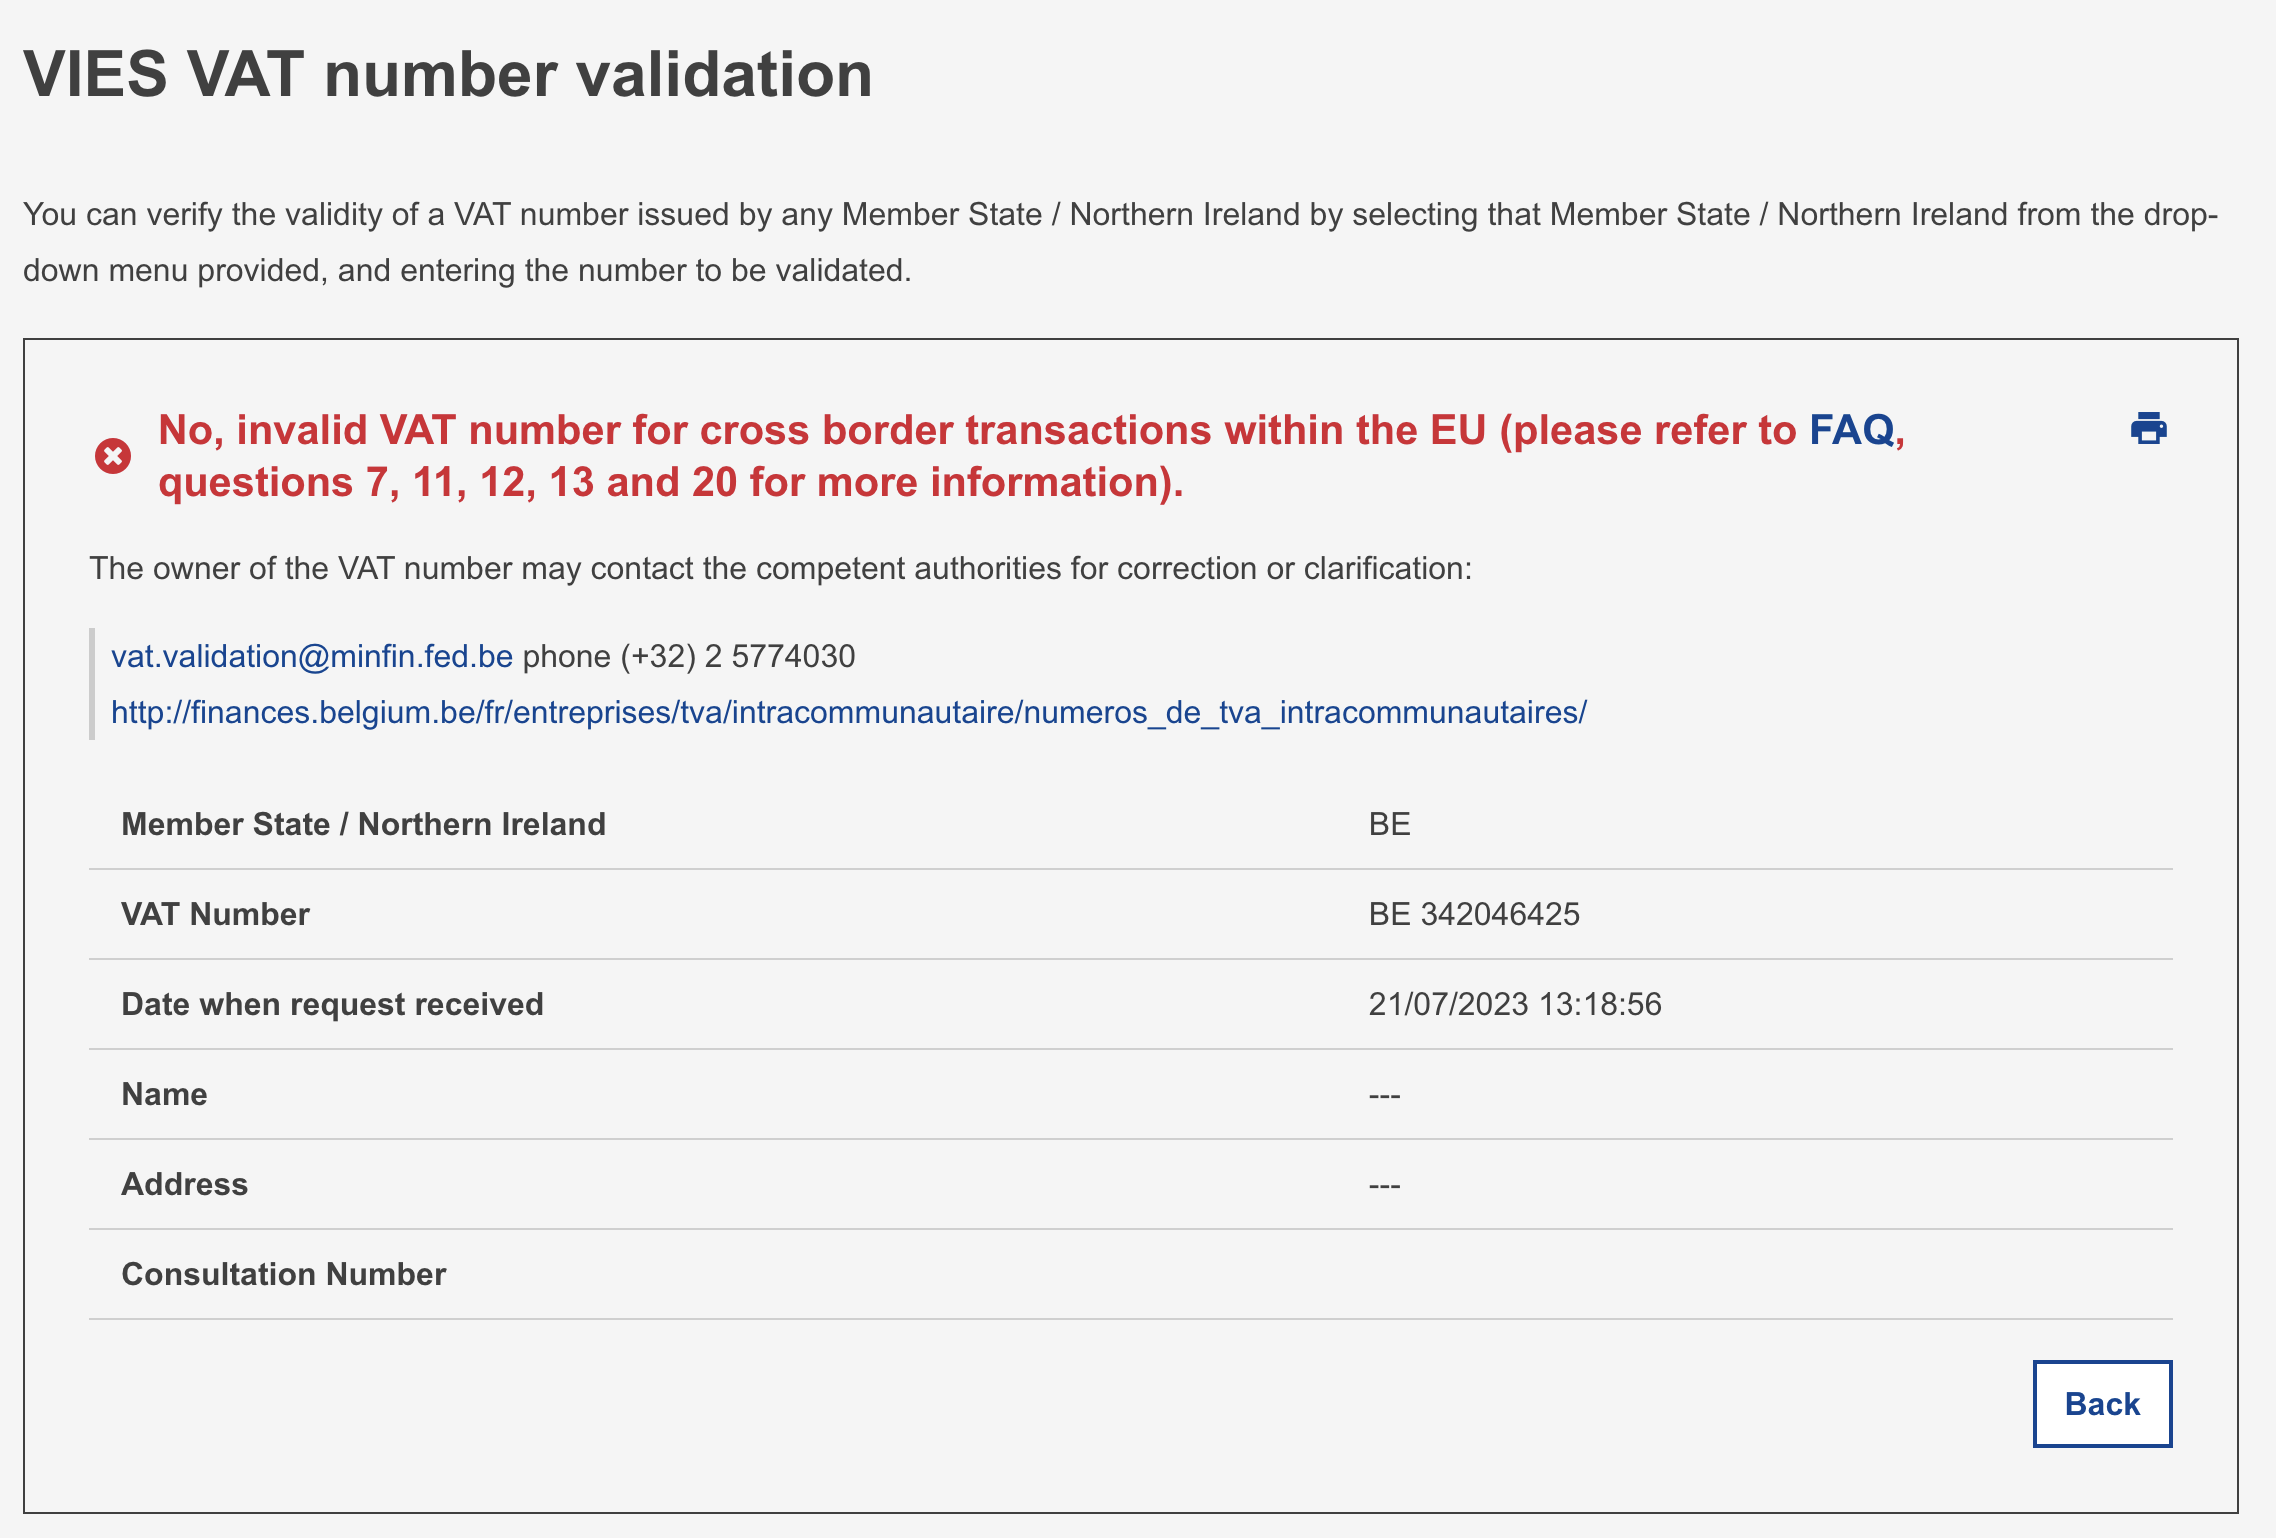 VIES VAT number validation
You can verify the validity of a VAT number issued by any Member State / Northern Ireland by selecting that Member State / Northern Ireland from the drop-
down menu provided, and entering the number to be validated.
No, invalid VAT number for cross border transactions within the EU (please refer to FAQ,
questions 7, 11, 12, 13 and 20 for more information).
The owner of the VAT number may contact the competent authorities for correction or clarification:
vat.validation@minfin.fed.be phone (+32) 2 5774030
http://finances.belgium.be/fr/entreprises/tva/intracommunautaire/numeros_de_tva_intracommunautaires/
Member State / Northern Ireland BE
VAT Number BE 342046425
Date when request received 21/07/2023 13:18:56
Name ---
Address ---
Consultation Number
Back